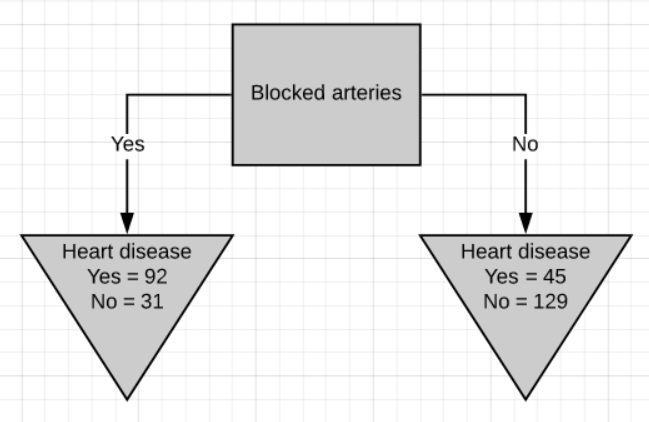 Blocked arteries
Yes
No
Heart disease
Yes = 92
No = 31
Heart disease
Yes = 45
No = 129